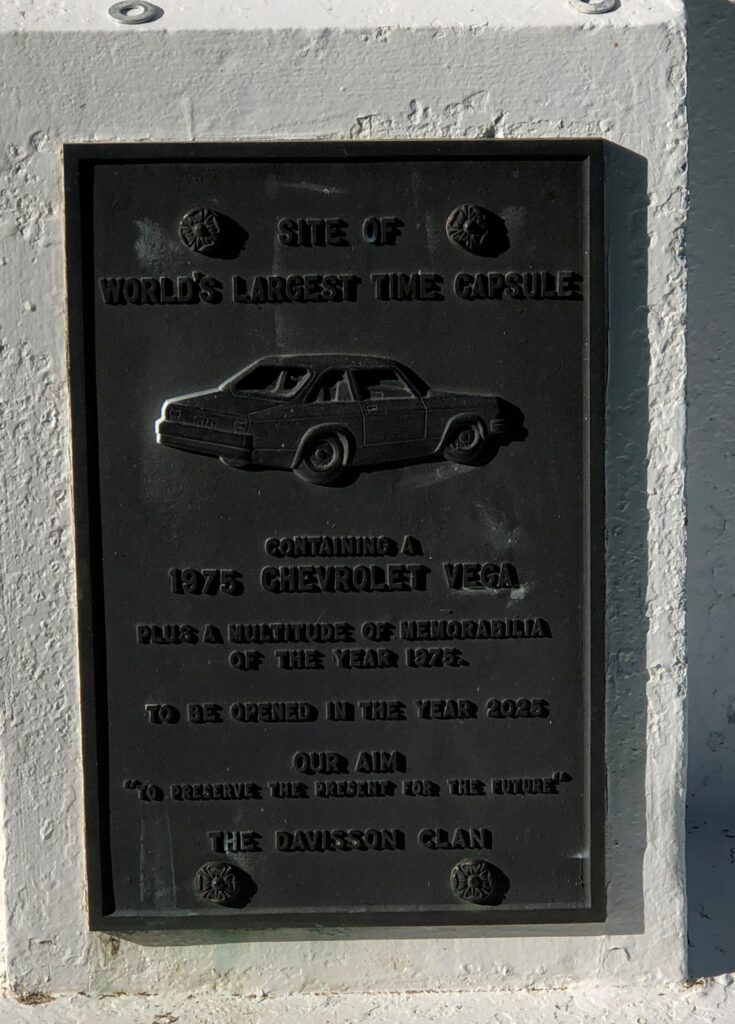 SITE OF
WORLD'S LARGEST TIME CAPSULE
CONTAINING A
1975 CHEVROLET VEGA
PLUS A MULTITUDE OF MEMORABILIA
OF THE YEAR 1975.
TO BE OPENED IN THE YEAR 2025
OUR AIM
"TO PRESERVE THE PRESENT FOR THE FUTURE"
THE DAVISSON CLAN